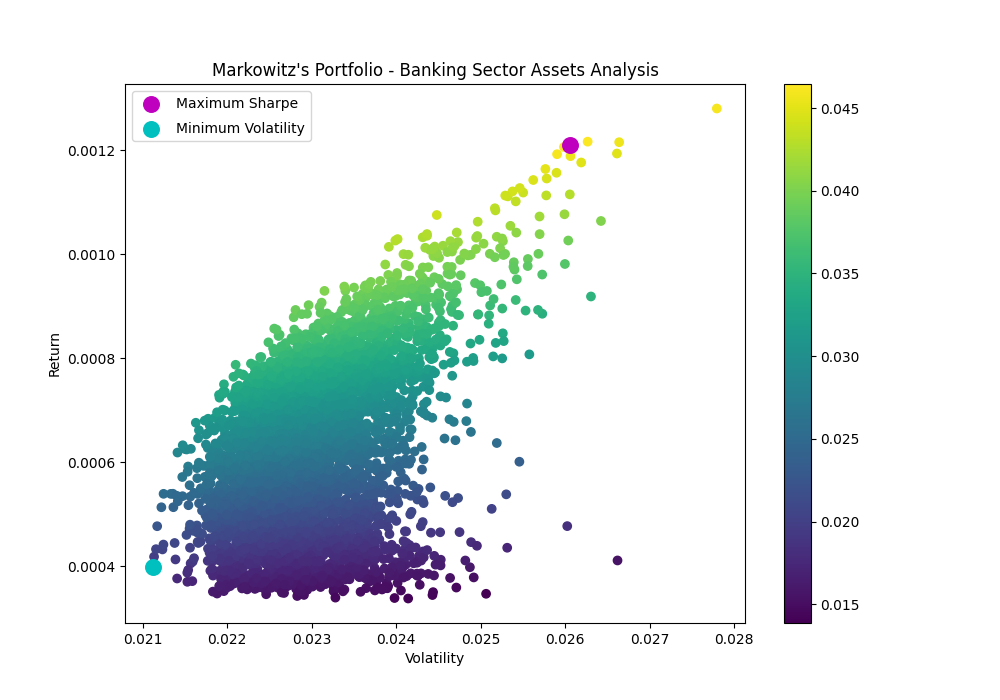 Markowitz's Portfolio - Banking Sector Assets Analysis
Maximum Sharpe
Minimum Volatility
Return
0.0012
0.0010
0.0008
0.0006
0.0004
0.021 0.022 0.023 0.024 0.025 0.026 0.027 0.028
Volatility
0.045
0.040
0.035
0.030
0.025
0.020
0.015